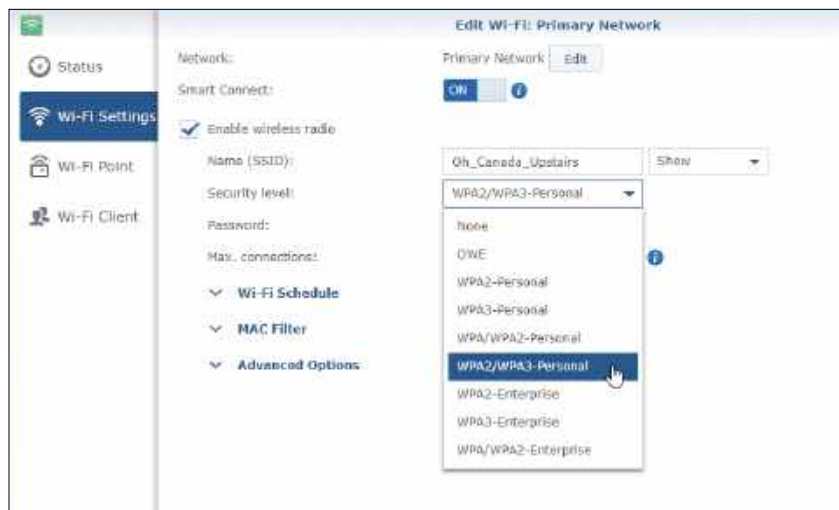 Edit Wi-Fi: Primary Network
Status
Wi-Fi Settings
Wi-Fi Point
Wi-Fi Client
Network: Primary Network Edit
Smart Connect: ON
Enable wireless radio
Name (SSID): Oh_Canada_Upstairs Show
Security level: WPA2/WPA3-Personal
Password:
Max. connections:
Wi-Fi Schedule
MAC Filter
Advanced Options
None
OWE
WPA2-Personal
WPA3-Personal
WPA/WPA2-Personal
WPA2/WPA3-Personal
WPA2-Enterprise
WPA3-Enterprise
WPA/WPA2-Enterprise